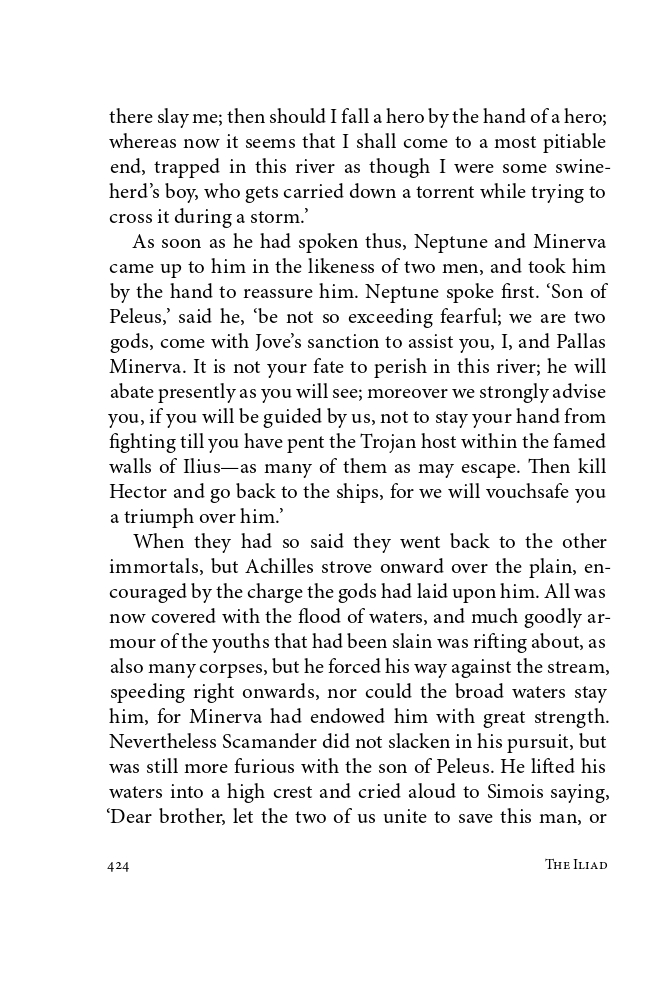 there slay me; then should I fall a hero by the hand of a hero;
whereas now it seems that I shall come to a most pitiable
end, trapped in this river as though I were some swine-
herd’s boy, who gets carried down a torrent while trying to
cross it during a storm.’
As soon as he had spoken thus, Neptune and Minerva
came up to him in the likeness of two men, and took him
by the hand to reassure him. Neptune spoke first. ‘Son of
Peleus,’ said he, ‘be not so exceeding fearful; we are two
gods, come with Jove’s sanction to assist you, I, and Pallas
Minerva. It is not your fate to perish in this river; he will
abate presently as you will see; moreover we strongly advise
you, if you will be guided by us, not to stay your hand from
fighting till you have pent the Trojan host within the famed
walls of Ilius—as many of them as may escape. Then kill
Hector and go back to the ships, for we will vouchsafe you
a triumph over him.’
When they had so said they went back to the other
immortals, but Achilles strove onward over the plain, en-
couraged by the charge the gods had laid upon him. All was
now covered with the flood of waters, and much goodly ar-
mour of the youths that had been slain was rifting about, as
also many corpses, but he forced his way against the stream,
speeding right onwards, nor could the broad waters stay
him, for Minerva had endowed him with great strength.
Nevertheless Scamander did not slacken in his pursuit, but
was still more furious with the son of Peleus. He lifted his
waters into a high crest and cried aloud to Simois saying,
‘Dear brother, let the two of us unite to save this man, or
424 The Iliad